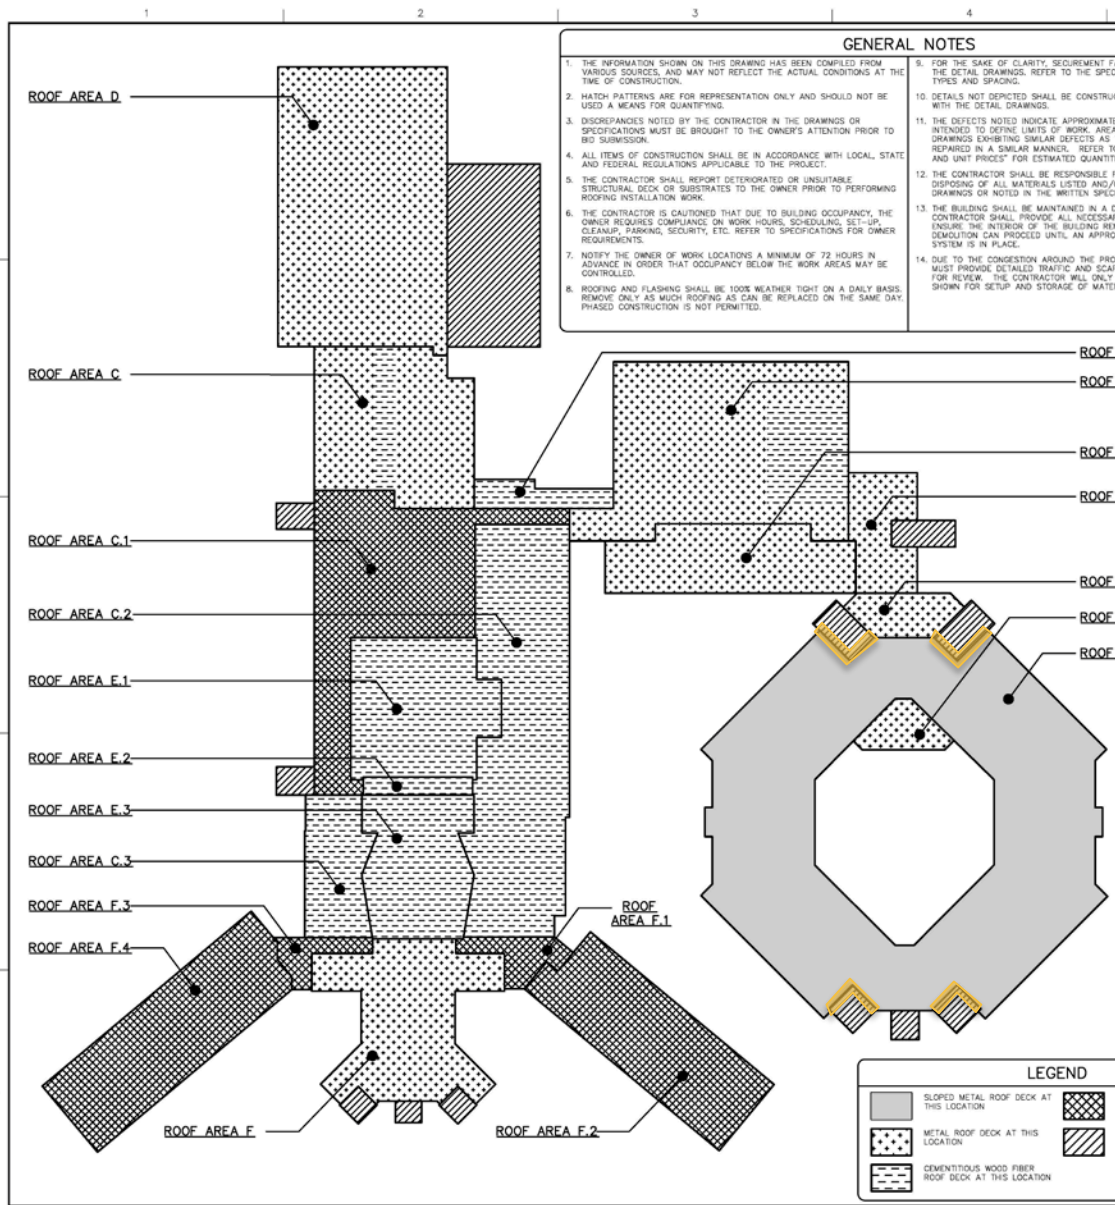 1 2 3 4
GENERAL NOTES
1. THE INFORMATION SHOWN ON THIS DRAWING HAS BEEN COMPILED FROM
VARIOUS SOURCES, AND MAY NOT REFLECT THE ACTUAL CONDITIONS AT THE
TIME OF CONSTRUCTION.
2. HATCH PATTERNS ARE FOR REPRESENTATION ONLY AND SHOULD NOT BE
USED A MEANS FOR QUANTIFYING.
3. DISCREPANCIES NOTED BY THE CONTRACTOR IN THE DRAWINGS OR
SPECIFICATIONS MUST BE BROUGHT TO THE OWNER'S ATTENTION PRIOR TO
BID SUBMISSION.
4. ALL ITEMS OF CONSTRUCTION SHALL BE IN ACCORDANCE WITH LOCAL, STATE
AND FEDERAL REGULATIONS APPLICABLE TO THE PROJECT.
5. THE CONTRACTOR SHALL REPORT DETERIORATED OR UNSUITABLE
STRUCTURAL DECK OR SUBSTRATES TO THE OWNER PRIOR TO PERFORMING
ROOFING INSTALLATION WORK.
6. THE CONTRACTOR IS CAUTIONED THAT DUE TO BUILDING OCCUPANCY, THE
OWNER REQUIRES COMPLIANCE ON WORK HOURS, SCHEDULING, SET-UP,
CLEANUP, PARKING, SECURITY, ETC. REFER TO SPECIFICATIONS FOR OWNER
REQUIREMENTS.
7. NOTIFY THE OWNER OF WORK LOCATIONS A MINIMUM OF 72 HOURS IN
ADVANCE IN ORDER THAT OCCUPANCY BELOW THE WORK AREAS MAY BE
CONTROLLED.
8. ROOFING AND FLASHING SHALL BE 100% WEATHER TIGHT ON A DAILY BASIS.
REMOVE ONLY AS MUCH ROOFING AS CAN BE REPLACED ON THE SAME DAY.
PHASED CONSTRUCTION IS NOT PERMITTED.
9. FOR THE SAKE OF CLARITY, SECUREMENT
THE DETAIL DRAWINGS. REFER TO THE
TYPES AND SPACING.
10. DETAILS NOT DEPICTED SHALL BE
WITH THE DETAIL DRAWINGS.
11. THE DEFECTS NOTED INDICATE
INTENDED TO DEFINE LIMITS OF WORK.
DRAWINGS EXHIBITING SIMILAR DEFECTS AS
REPAIRED IN A SIMILAR MANNER. REFER TO
AND UNIT PRICES" FOR ESTIMATED
12. THE CONTRACTOR SHALL BE RESPONSIBLE
DISPOSING OF ALL MATERIALS LISTED
DRAWINGS OR NOTED IN THE WRITTEN
13. THE BUILDING SHALL BE MAINTAINED IN A
CONTRACTOR SHALL PROVIDE ALL
ENSURE THE INTERIOR OF THE BUILDING
DEMOLITION CAN PROCEED UNTIL AN
SYSTEM IS IN PLACE.
14. DUE TO THE CONGESTION AROUND THE
MUST PROVIDE DETAILED TRAFFIC AND
FOR REVIEW. THE CONTRACTOR WILL ONLY
SHOWN FOR SETUP AND STORAGE OF
ROOF AREA D
ROOF AREA C
ROOF AREA C.1
ROOF AREA C.2
ROOF AREA E.1
ROOF AREA E.2
ROOF AREA E.3
ROOF AREA C.3
ROOF AREA F.3
ROOF AREA F.4
ROOF AREA F
ROOF AREA F.2
ROOF
AREA F.1
ROOF
ROOF
ROOF
ROOF
ROOF
ROOF
ROOF
LEGEND
SLOPED METAL ROOF DECK AT
THIS LOCATION
METAL ROOF DECK AT THIS
LOCATION
CEMENTITIOUS WOOD FIBER
ROOF DECK AT THIS LOCATION